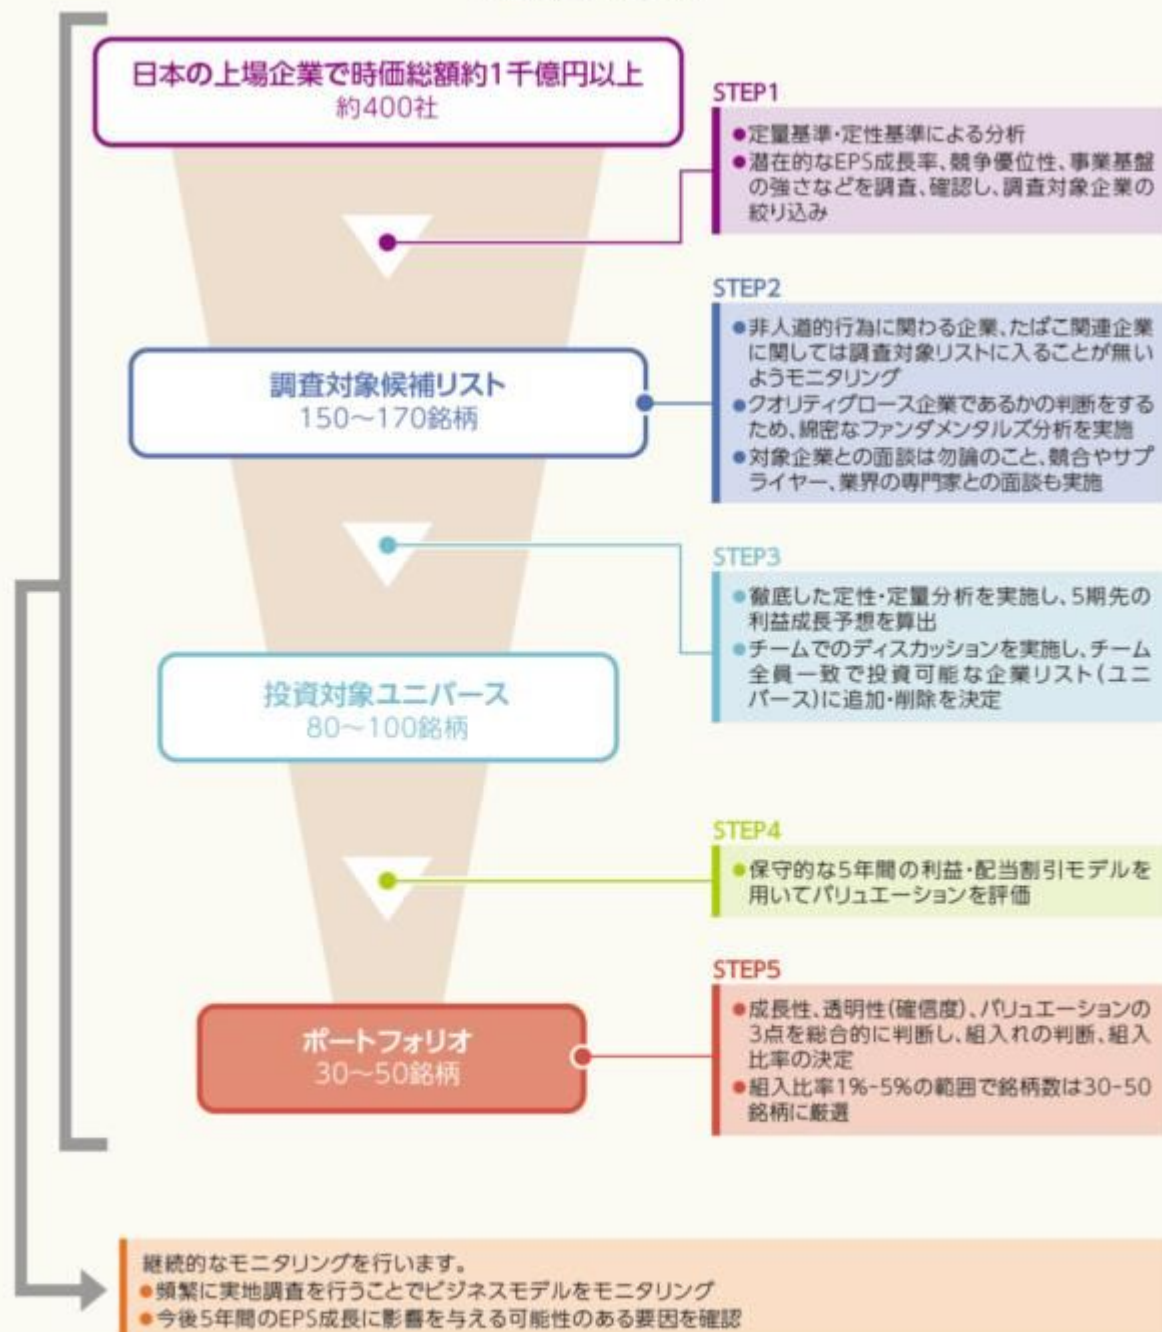 日本の上場企業で時価総額約1千億円以上
約400社
STEP1
●定量基準・定性基準による分析
●潜在的なEPS成長率、競争優位性、事業基盤
の強さなどを調査、確認し、調査対象企業の
絞り込み
STEP2
●非人道的行為に関わる企業、たばこ関連企業
に関しては調査対象リストに入ることが無い
ようモニタリング
●クオリティグロース企業であるかの判断をする
ため、綿密なファンダメンタルズ分析を実施
●対象企業との面談は勿論のこと、競合やサプ
ライヤー、業界の専門家との面談も実施
調査対象候補リスト
150～170銘柄
STEP3
●徹底した定性・定量分析を実施し、5期先の
利益成長予想を算出
●チームでのディスカッションを実施し、チーム
全員一致で投資可能な企業リスト(ユニ
バース)に追加・削除を決定
投資対象ユニバース
80～100銘柄
STEP4
●保守的な5年間の利益・配当割引モデルを
用いてバリュエーションを評価
STEP5
●成長性、透明性(確信度)、バリュエーションの
3点を総合的に判断し、組入れの判断、組入
比率の決定
●組入比率1%-5%の範囲で銘柄数は30-50
銘柄に厳選
ポートフォリオ
30～50銘柄
継続的なモニタリングを行います。
●頻繁に実地調査を行うことでビジネスモデルをモニタリング
●今後5年間のEPS成長に影響を与える可能性のある要因を確認